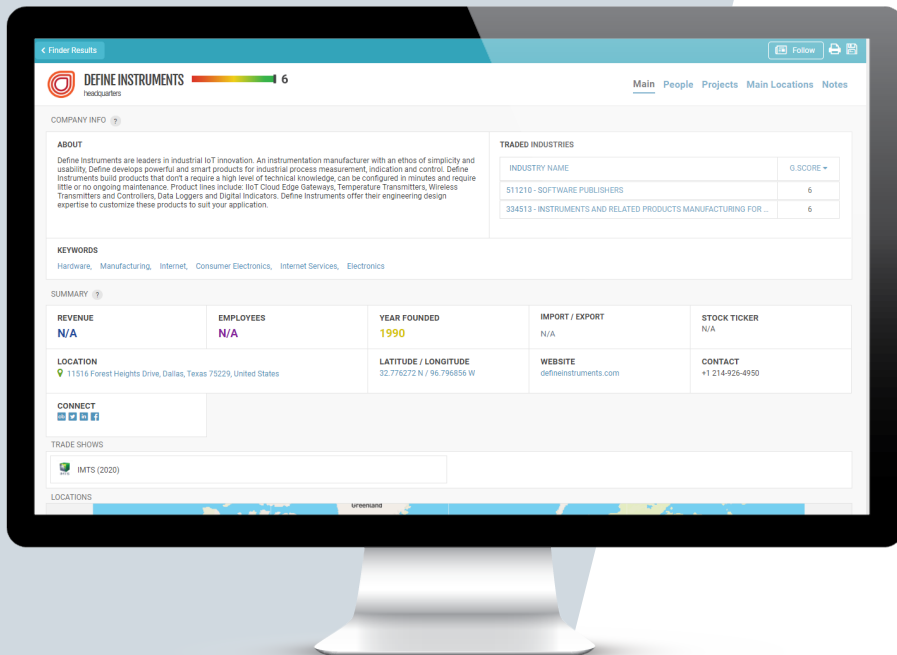 Finder Results
Follow
DEFINE INSTRUMENTS
6
headquarters
Main People Projects Main Locations Notes
COMPANY INFO ?
ABOUT
Define Instruments are leaders in industrial IoT innovation. An instrumentation manufacturer with an ethos of simplicity and
usability, Define develops powerful and smart products for industrial process measurement, indication and control. Define
Instruments build products that don't a require a high level of technical knowledge, can be configured in minutes and require
little or no ongoing maintenance. Product lines include: IIoT Cloud Edge Gateways, Temperature Transmitters, Wireless
Transmitters and Controllers, Data Loggers and Digital Indicators. Define Instruments offer their engineering design
expertise to customize these products to suit your application.
TRADED INDUSTRIES
INDUSTRY NAME G.SCORE
511210 - SOFTWARE PUBLISHERS 6
334513 - INSTRUMENTS AND RELATED PRODUCTS MANUFACTURING FOR ... 6
KEYWORDS
Hardware, Manufacturing, Internet, Consumer Electronics, Internet Services, Electronics
SUMMARY ?
REVENUE
N/A
EMPLOYEES
N/A
YEAR FOUNDED
1990
IMPORT / EXPORT
N/A
STOCK TICKER
N/A
LOCATION
11516 Forest Heights Drive, Dallas, Texas 75229, United States
LATITUDE / LONGITUDE
32.776272 N / 96.796856 W
WEBSITE
defineinstruments.com
CONTACT
+1 214-926-4950
CONNECT
TRADE SHOWS
IMTS (2020)
LOCATIONS
Greenland